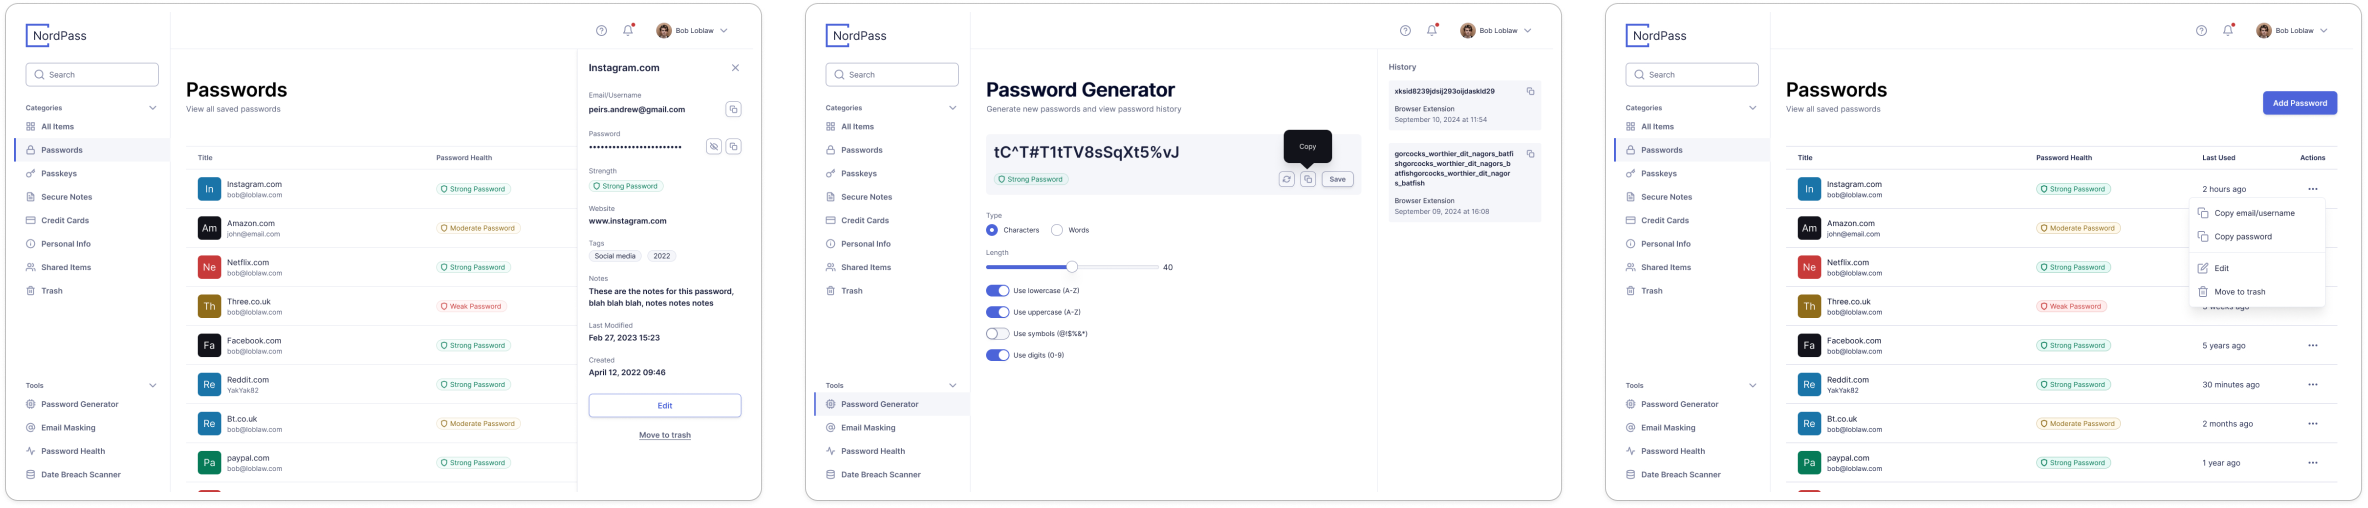 NordPass
Bob Loblaw
Search
Categories
All Items
Passwords
Passkeys
Secure Notes
Credit Cards
Personal Info
Shared Items
Trash
Tools
Password Generator
Email Masking
Password Health
Date Breach Scanner
Passwords
View all saved passwords
Title Password Health
In Instagram.com Strong Password
bob@loblaw.com
Am Amazon.com Moderate Password
john@email.com
Ne Netflix.com Strong Password
bob@loblaw.com
Th Three.co.uk Weak Password
bob@loblaw.com
Fa Facebook.com Strong Password
bob@loblaw.com
Re Reddit.com Strong Password
YakYak82
Re Bt.co.uk Moderate Password
bob@loblaw.com
Pa paypal.com Strong Password
bob@loblaw.com
Instagram.com
Email/Username
peirs.andrew@gmail.com
Password
•••••••••••••••••••••••
Strength
Strong Password
Website
www.instagram.com
Tags
Social media 2022
Notes
These are the notes for this password,
blah blah blah, notes notes notes
Last Modified
Feb 27, 2023 15:23
Created
April 12, 2022 09:46
Edit
Move to trash
NordPass
Bob Loblaw
Search
Categories
All Items
Passwords
Passkeys
Secure Notes
Credit Cards
Personal Info
Shared Items
Trash
Tools
Password Generator
Email Masking
Password Health
Date Breach Scanner
Password Generator
Generate new passwords and view password history
tC^T#T1tTV8sSqXt5%vJ
Copy
Strong Password
Save
Type
Characters Words
Length
40
Use lowercase (A-Z)
Use uppercase (A-Z)
Use symbols (@!$%&*)
Use digits (0-9)
History
xksid8239jdsij293oijdaskld29
Browser Extension
September 10, 2024 at 11:54
gorcocks_worthier_dit_nagors_batfi
shgorcocks_worthier_dit_nagors_b
atfishgorcocks_worthier_dit_nagor
s_batfish
Browser Extension
September 09, 2024 at 16:08
NordPass
Bob Loblaw
Search
Categories
All Items
Passwords
Passkeys
Secure Notes
Credit Cards
Personal Info
Shared Items
Trash
Tools
Password Generator
Email Masking
Password Health
Date Breach Scanner
Passwords
View all saved passwords
Add Password
Title Password Health Last Used Actions
In Instagram.com Strong Password 2 hours ago
bob@loblaw.com
Am Amazon.com Moderate Password
john@email.com
Ne Netflix.com Strong Password
bob@loblaw.com
Th Three.co.uk Weak Password
bob@loblaw.com
Fa Facebook.com Strong Password 5 years ago
bob@loblaw.com
Re Reddit.com Strong Password 30 minutes ago
YakYak82
Re Bt.co.uk Moderate Password 2 months ago
bob@loblaw.com
Pa paypal.com Strong Password 1 year ago
bob@loblaw.com
Copy email/username
Copy password
Edit
Move to trash